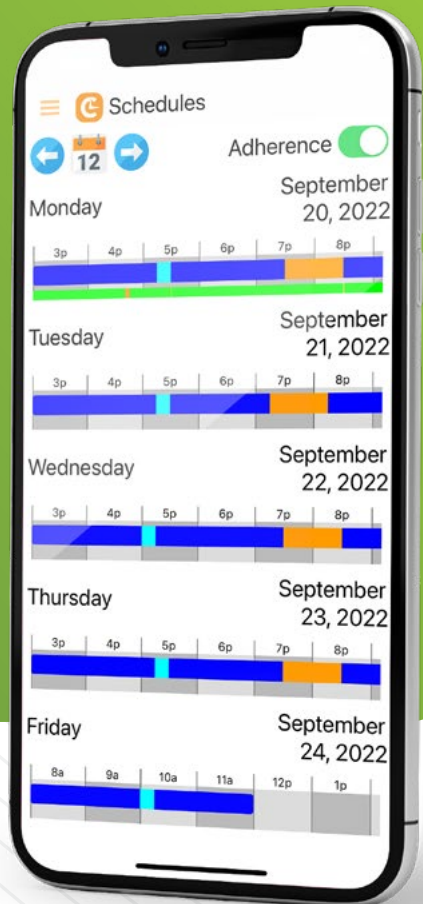 Schedules
12
Adherence
Monday
September
20, 2022
3p 4p 5p 6p 7p 8p
Tuesday
September
21, 2022
3p 4p 5p 6p 7p 8p
Wednesday
September
22, 2022
3p 4p 5p 6p 7p 8p
Thursday
September
23, 2022
3p 4p 5p 6p 7p 8p
Friday
September
24, 2022
8a 9a 10a 11a 12p 1p